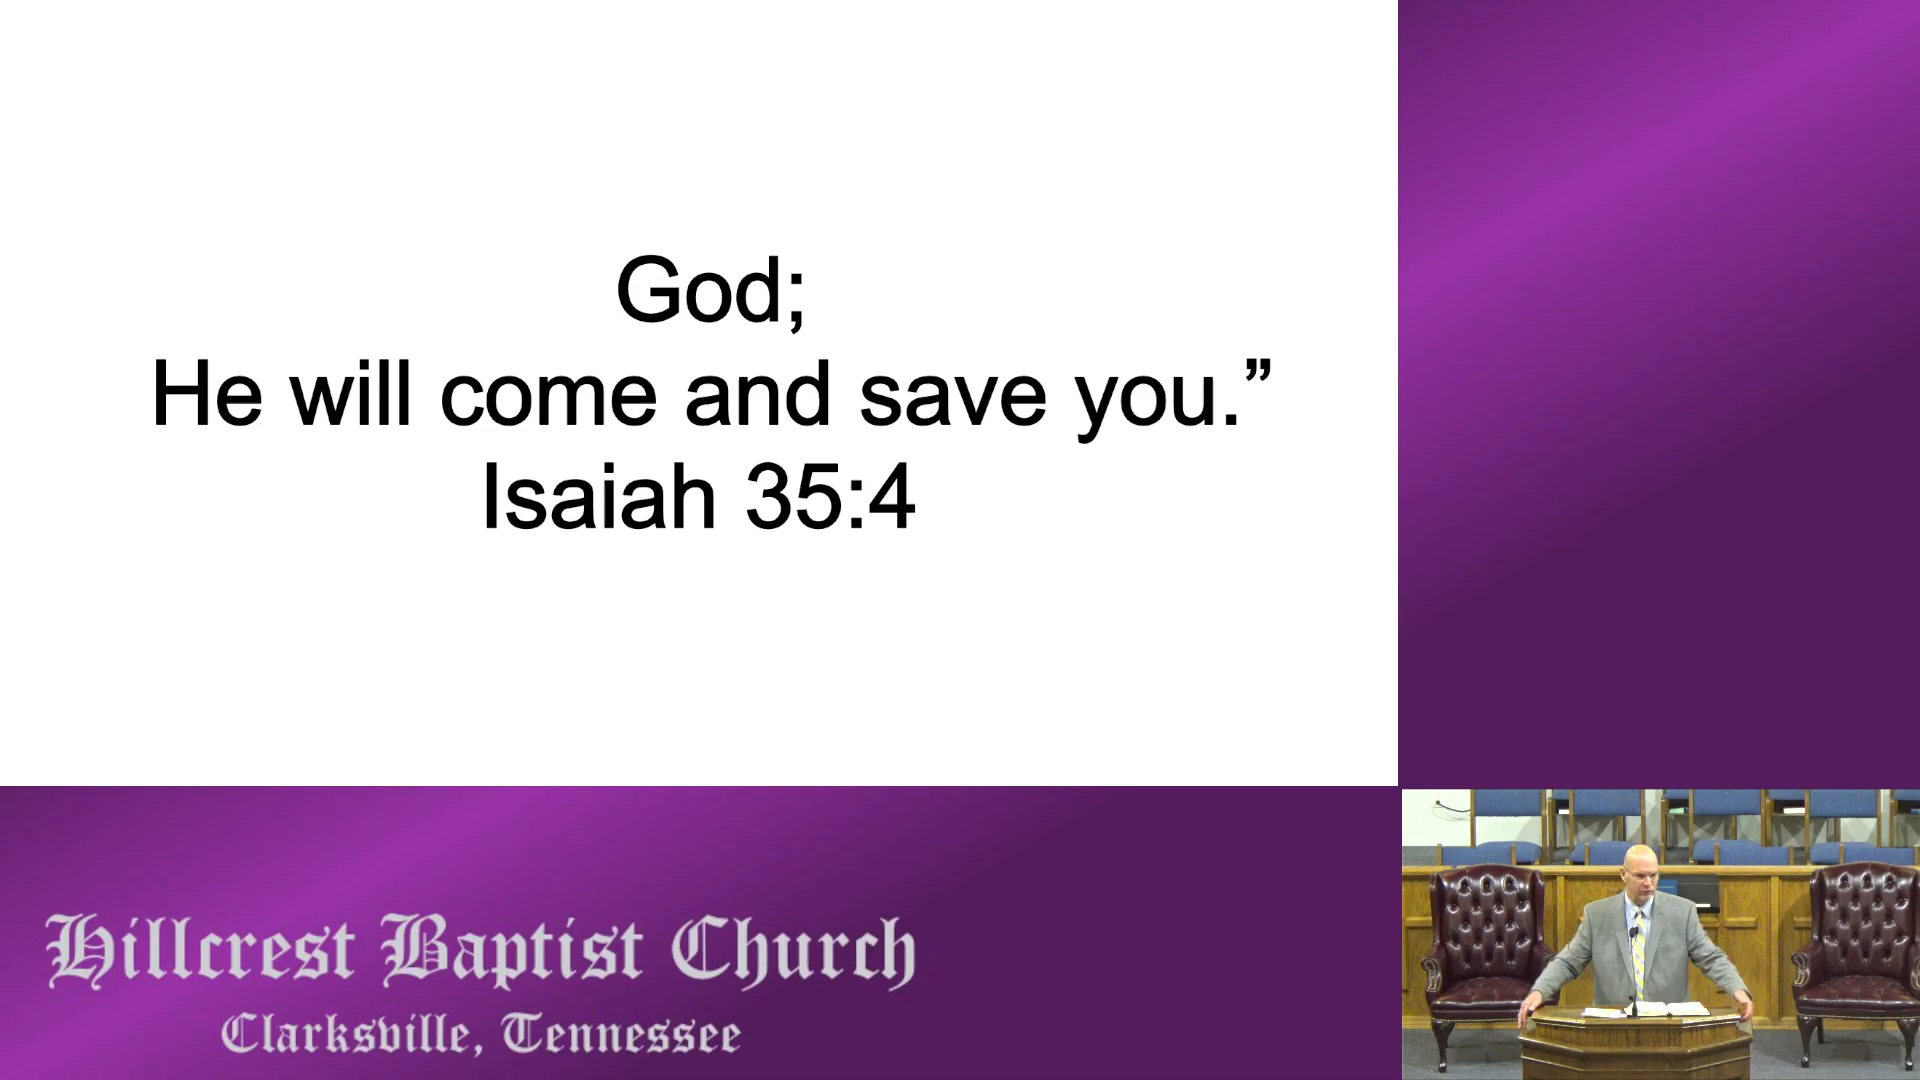 God;
He will come and save you.”
Isaiah 35:4
Hillcrest Baptist Church
Clarksville, Tennessee